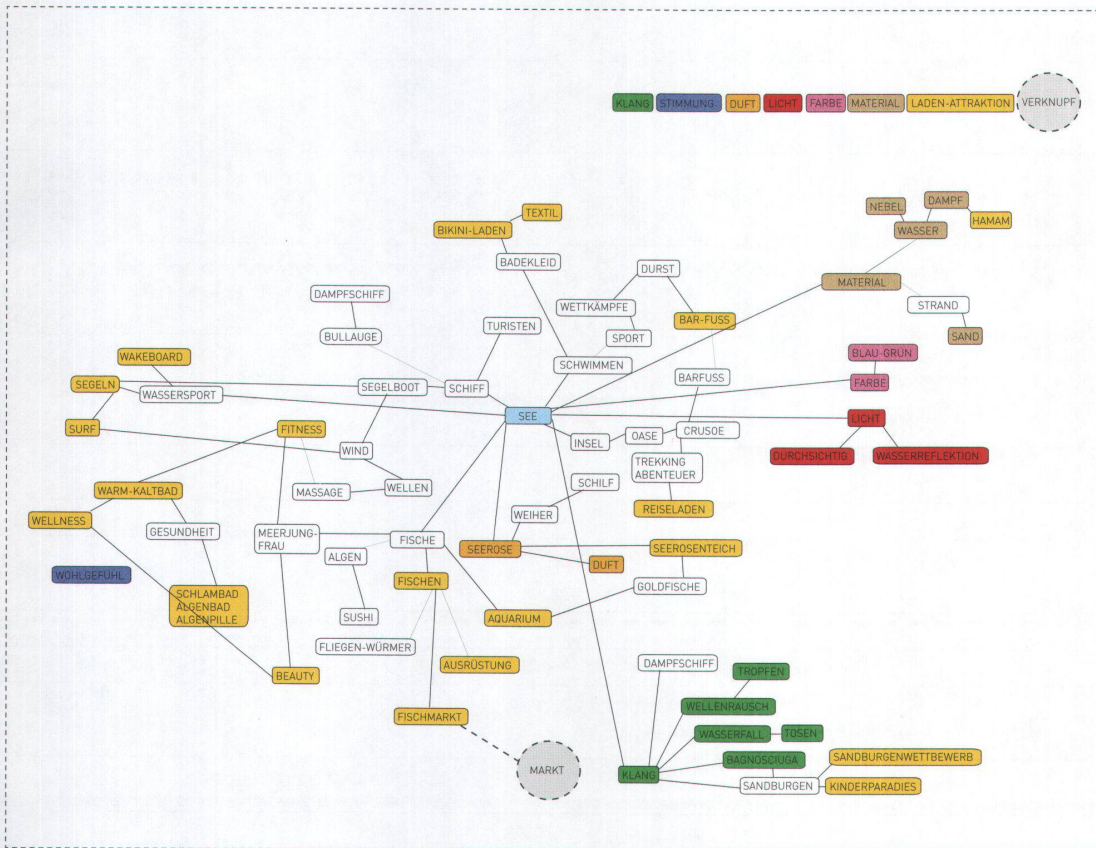 KLANG
STIMMUNG
DUFT
LICHT
FARBE
MATERIAL
LADEN-ATTRAKTION
VERKNUPF
NEBEL
DAMPF
WASSER
HAMAM
TEXTIL
BIKINI-LADEN
BADEKLEID
DURST
MATERIAL
DAMPFSCHIFF
WETTKÄMPFE
STRAND
TURISTEN
BAR-FUSS
BULLAUGE
SPORT
SAND
WAKEBOARD
BLAU-GRÜN
SCHWIMMEN
SEGELN
WASSERSPORT
SEGELBOOT
SCHIFF
BARFUSS
FARBE
SEE
LICHT
SURF
FITNESS
INSEL
OASE
CRUSOE
WIND
DURCHSICHTIG
WASSERREFLEKTION
TREKKING
ABENTEUER
WARM-KALTBAD
MASSAGE
WELLEN
SCHILF
REISELADEN
WELLNESS
WEIHER
GESUNDHEIT
MEERJUNG-
FRAU
FISCHE
SEEROSE
SEEROSENTEICH
ALGEN
DUFT
WOHLGEFÜHL
FISCHEN
GOLDFISCHE
SCHLAMBAD
ALGENBAD
ALGENPILLE
SUSHI
AQUARIUM
FLIEGEN-WÜRMER
AUSRÜSTUNG
BEAUTY
DAMPFSCHIFF
TROPFEN
WELLENRAUSCH
FISCHMARKT
WASSERFALL
TOSEN
MARKT
KLANG
BAGNOSCIUGA
SANDBURGENWETTBEWERB
SANDBURGEN
KINDERPARADIES